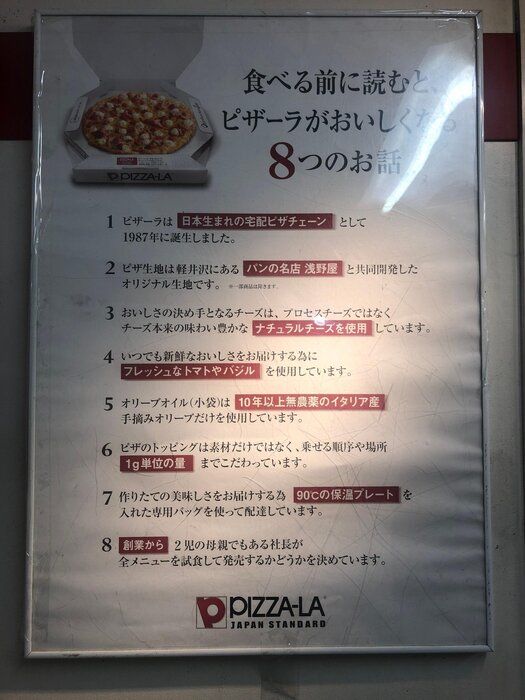 食べる前に読むと、
ピザーラがおいしくなる
8つのお話
PIZZA-LA
1 ピザーラは 日本生まれの宅配ピザチェーン として
1987年に誕生しました。
2 ピザ生地は軽井沢にある パンの名店 浅野屋 と共同開発した
オリジナル生地です。 ※一部商品は除きます。
3 おいしさの決め手となるチーズは、プロセスチーズではなく
チーズ本来の味わい豊かな ナチュラルチーズを使用 しています。
4 いつでも新鮮なおいしさをお届けする為に
フレッシュなトマトやバジル を使用しています。
5 オリーブオイル(小袋)は 10年以上無農薬のイタリア産
手摘みオリーブだけを使用しています。
6 ピザのトッピングは素材だけではなく、乗せる順序や場所
1g単位の量 までこだわっています。
7 作りたての美味しさをお届けする為 90℃の保温プレート を
入れた専用バッグを使って配達しています。
8 創業から 2児の母親でもある社長が
全メニューを試食して発売するかどうかを決めています。
PIZZA-LA
JAPAN STANDARD